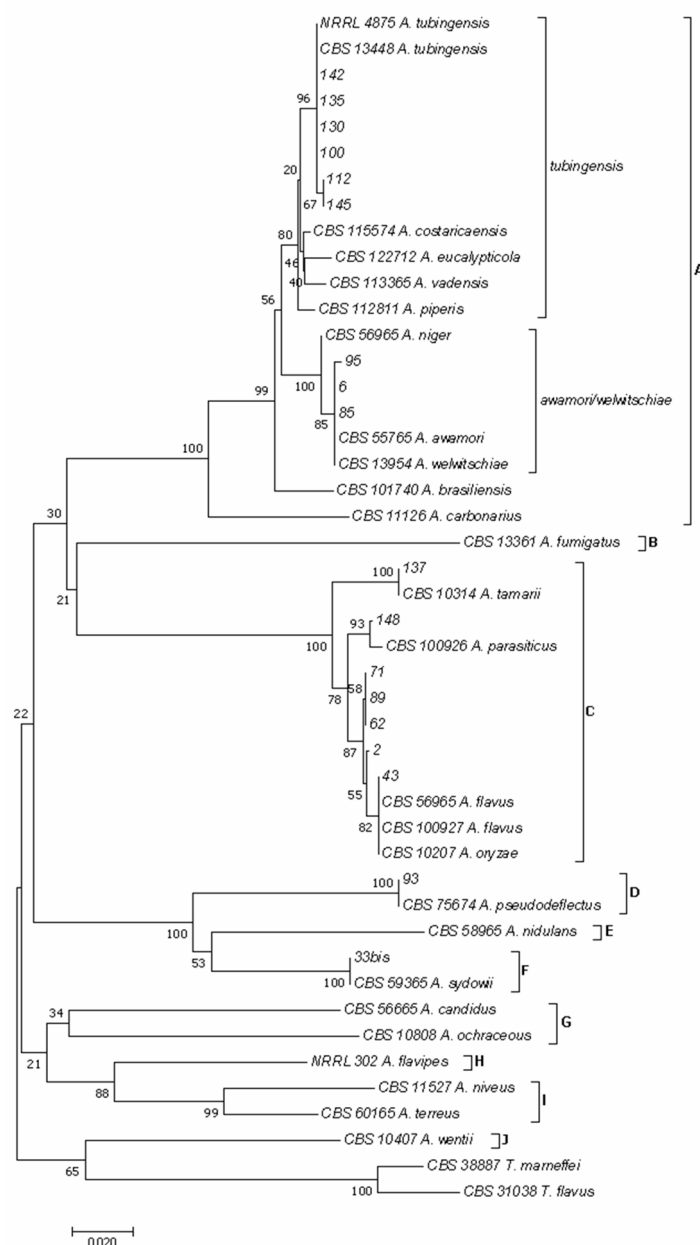 NRRL 4875 A. tubingensis
CBS 13448 A. tubingensis
142
96
135
130
100
20
tubingensis
112
67
145
80
CBS 115574 A. costaricaensis
46
CBS 122712 A. eucalypticola
A
40
CBS 113365 A. vadensis
56
CBS 112811 A. piperis
CBS 56965 A. niger
95
100
6
99
awamori/welwitschiae
85
85
CBS 55765 A. awamori
100
CBS 13954 A. welwitschiae
CBS 101740 A. brasiliensis
30
CBS 11126 A. carbonarius
CBS 13361 A. fumigatus
B
137
100
21
CBS 10314 A. tamarii
148
93
100
CBS 100926 A. parasiticus
71
58
78
89
C
22
62
87
2
43
55
CBS 56965 A. flavus
82
CBS 100927 A. flavus
CBS 10207 A. oryzae
93
100
D
CBS 75674 A. pseudodeflectus
100
CBS 58965 A. nidulans
E
53
33bis
F
100
CBS 59365 A. sydowii
34
CBS 56665 A. candidus
G
CBS 10808 A. ochraceous
21
NRRL 302 A. flavipes
H
88
CBS 11527 A. niveus
I
99
CBS 60165 A. terreus
CBS 10407 A. wentii
J
65
CBS 38887 T. marneffei
100
CBS 31038 T. flavus
0.020